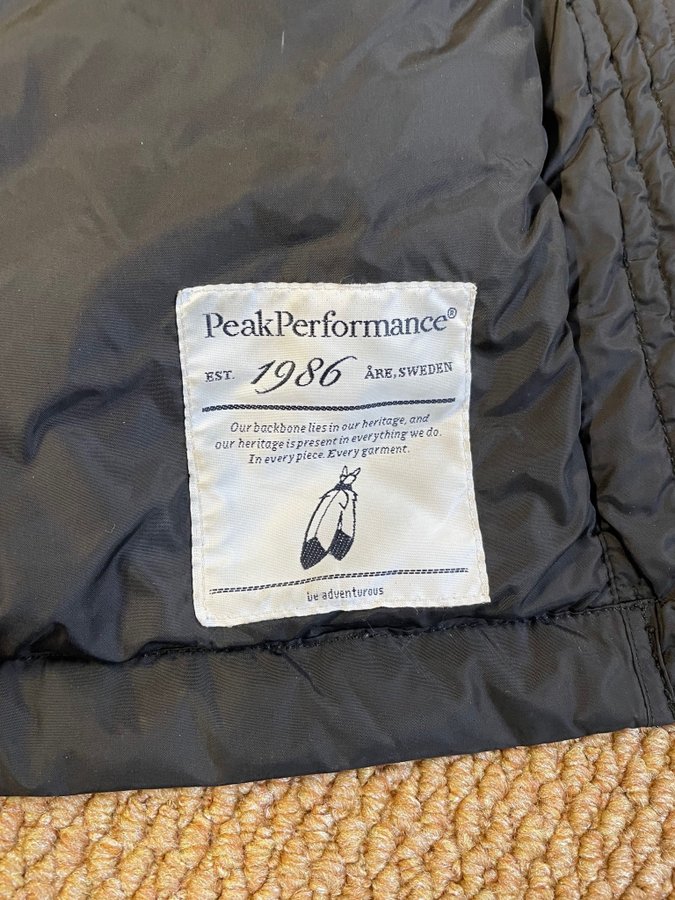 PeakPerformance®
EST. 1986 ÅRE, SWEDEN
Our backbone lies in our heritage, and
our heritage is present in everything we do.
In every piece. Every garment.
be adventurous